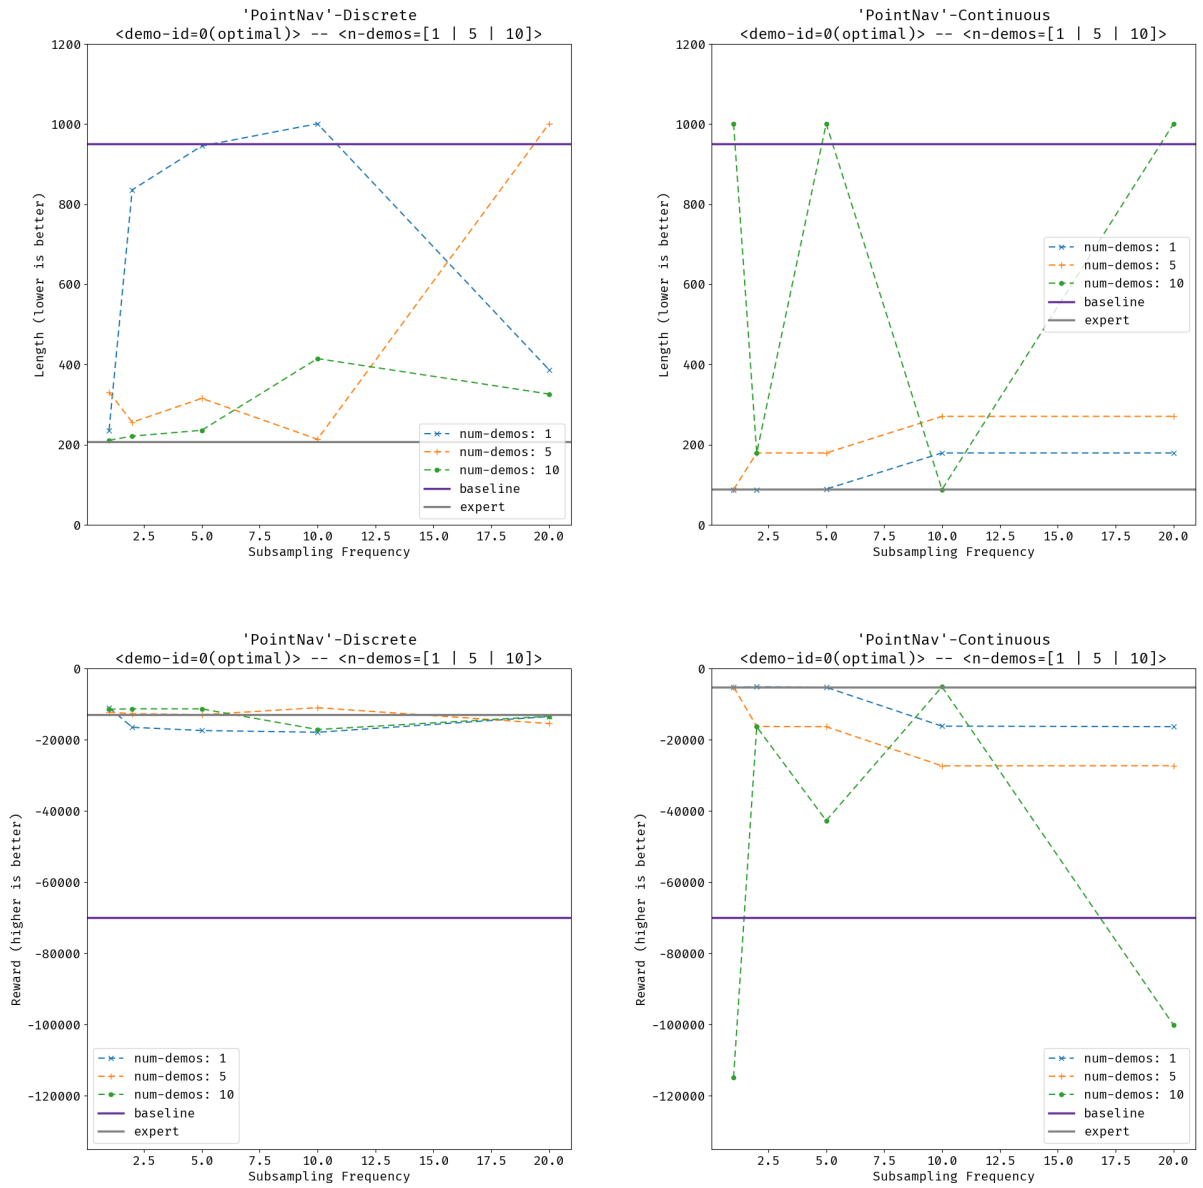 'PointNav'-Discrete
<demo-id=0(optimal)> -- <n-demos=[1 | 5 | 10]>
1200
1000
800
600
400
200
0
Length (lower is better)
num-demos: 1
num-demos: 5
num-demos: 10
baseline
expert
2.5 5.0 7.5 10.0 12.5 15.0 17.5 20.0
Subsampling Frequency
'PointNav'-Continuous
<demo-id=0(optimal)> -- <n-demos=[1 | 5 | 10]>
1200
1000
800
600
400
200
0
Length (lower is better)
num-demos: 1
num-demos: 5
num-demos: 10
baseline
expert
2.5 5.0 7.5 10.0 12.5 15.0 17.5 20.0
Subsampling Frequency
'PointNav'-Discrete
<demo-id=0(optimal)> -- <n-demos=[1 | 5 | 10]>
0
-20000
-40000
-60000
-80000
-100000
-120000
Reward (higher is better)
num-demos: 1
num-demos: 5
num-demos: 10
baseline
expert
2.5 5.0 7.5 10.0 12.5 15.0 17.5 20.0
Subsampling Frequency
'PointNav'-Continuous
<demo-id=0(optimal)> -- <n-demos=[1 | 5 | 10]>
0
-20000
-40000
-60000
-80000
-100000
-120000
Reward (higher is better)
num-demos: 1
num-demos: 5
num-demos: 10
baseline
expert
2.5 5.0 7.5 10.0 12.5 15.0 17.5 20.0
Subsampling Frequency